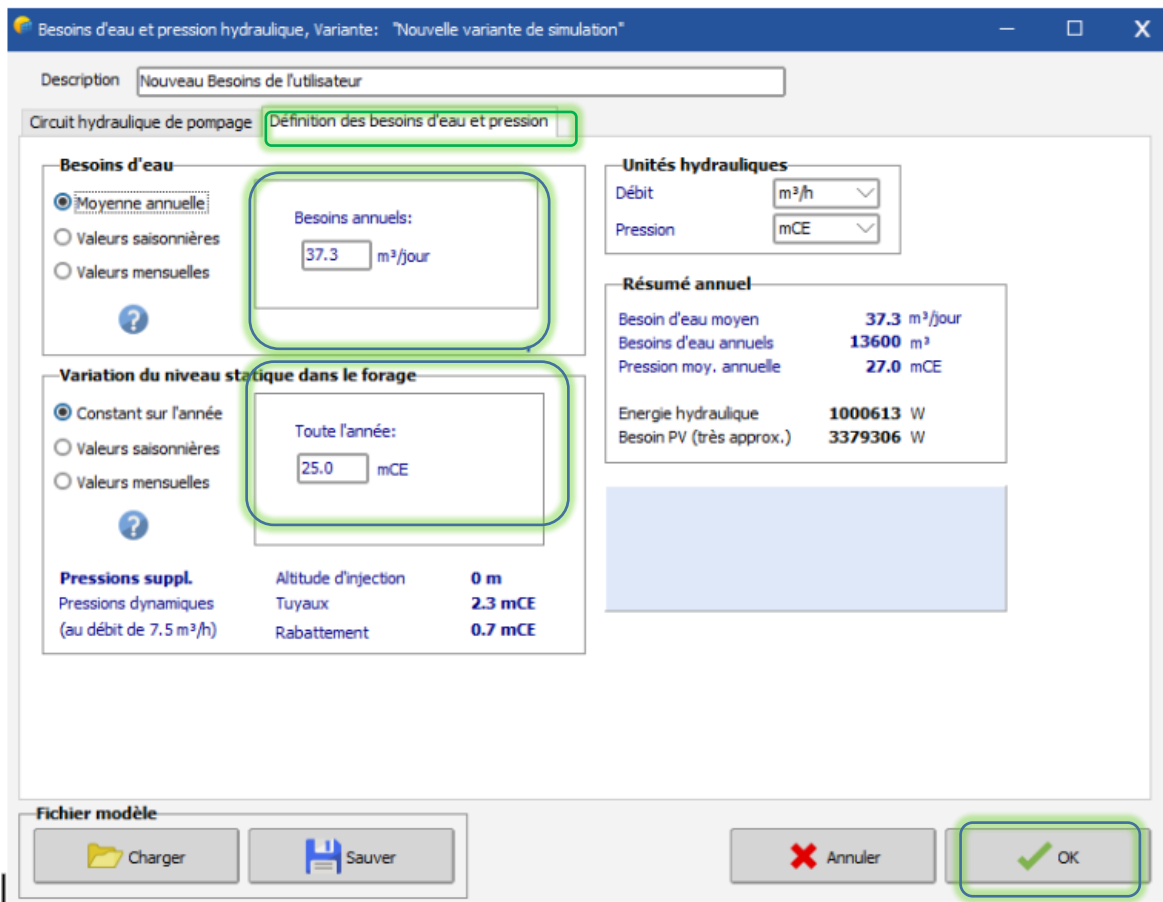 Besoins d'eau et pression hydraulique, Variante: "Nouvelle variante de simulation"
Description Nouveau Besoins de l'utilisateur
Circuit hydraulique de pompage Définition des besoins d'eau et pression
Besoins d'eau
Moyenne annuelle
Valeurs saisonnières
Valeurs mensuelles
Besoins annuels:
37.3 m³/jour
Variation du niveau statique dans le forage
Constant sur l'année
Valeurs saisonnières
Valeurs mensuelles
Toute l'année:
25.0 mCE
Pressions suppl.
Pressions dynamiques
(au débit de 7.5 m³/h)
Altitude d'injection 0 m
Tuyaux 2.3 mCE
Rabattement 0.7 mCE
Unités hydrauliques
Débit m³/h
Pression mCE
Résumé annuel
Besoin d'eau moyen 37.3 m³/jour
Besoins d'eau annuels 13600 m³
Pression moy. annuelle 27.0 mCE
Energie hydraulique 1000613 W
Besoin PV (très approx.) 3379306 W
Fichier modèle
Charger
Sauver
Annuler
OK